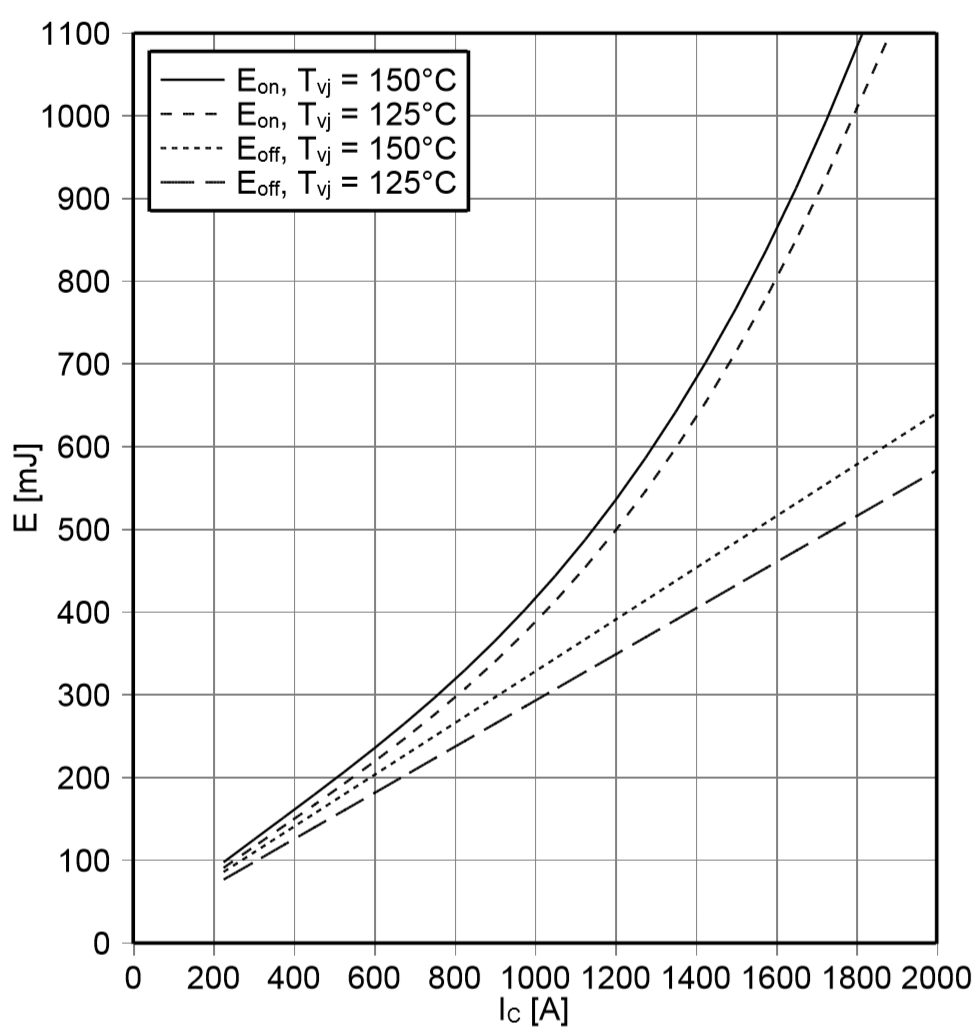 1100
1000
900
800
700
600
500
400
300
200
100
0
E [mJ]
Eon, Tvj = 150°C
Eon, Tvj = 125°C
Eoff, Tvj = 150°C
Eoff, Tvj = 125°C
0 200 400 600 800 1000 1200 1400 1600 1800 2000
IC [A]